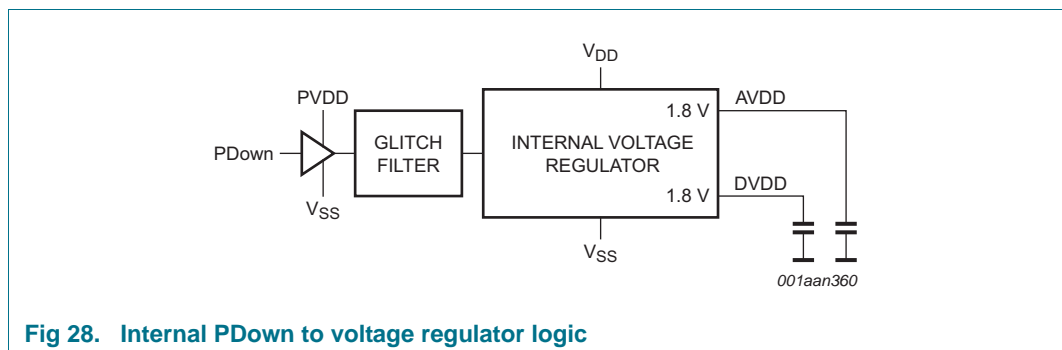 VDD
PVDD
1.8 V
AVDD
PDown
GLITCH
FILTER
INTERNAL VOLTAGE
REGULATOR
DVDD
1.8 V
VSS
VSS
001aan360
Fig 28. Internal PDown to voltage regulator logic